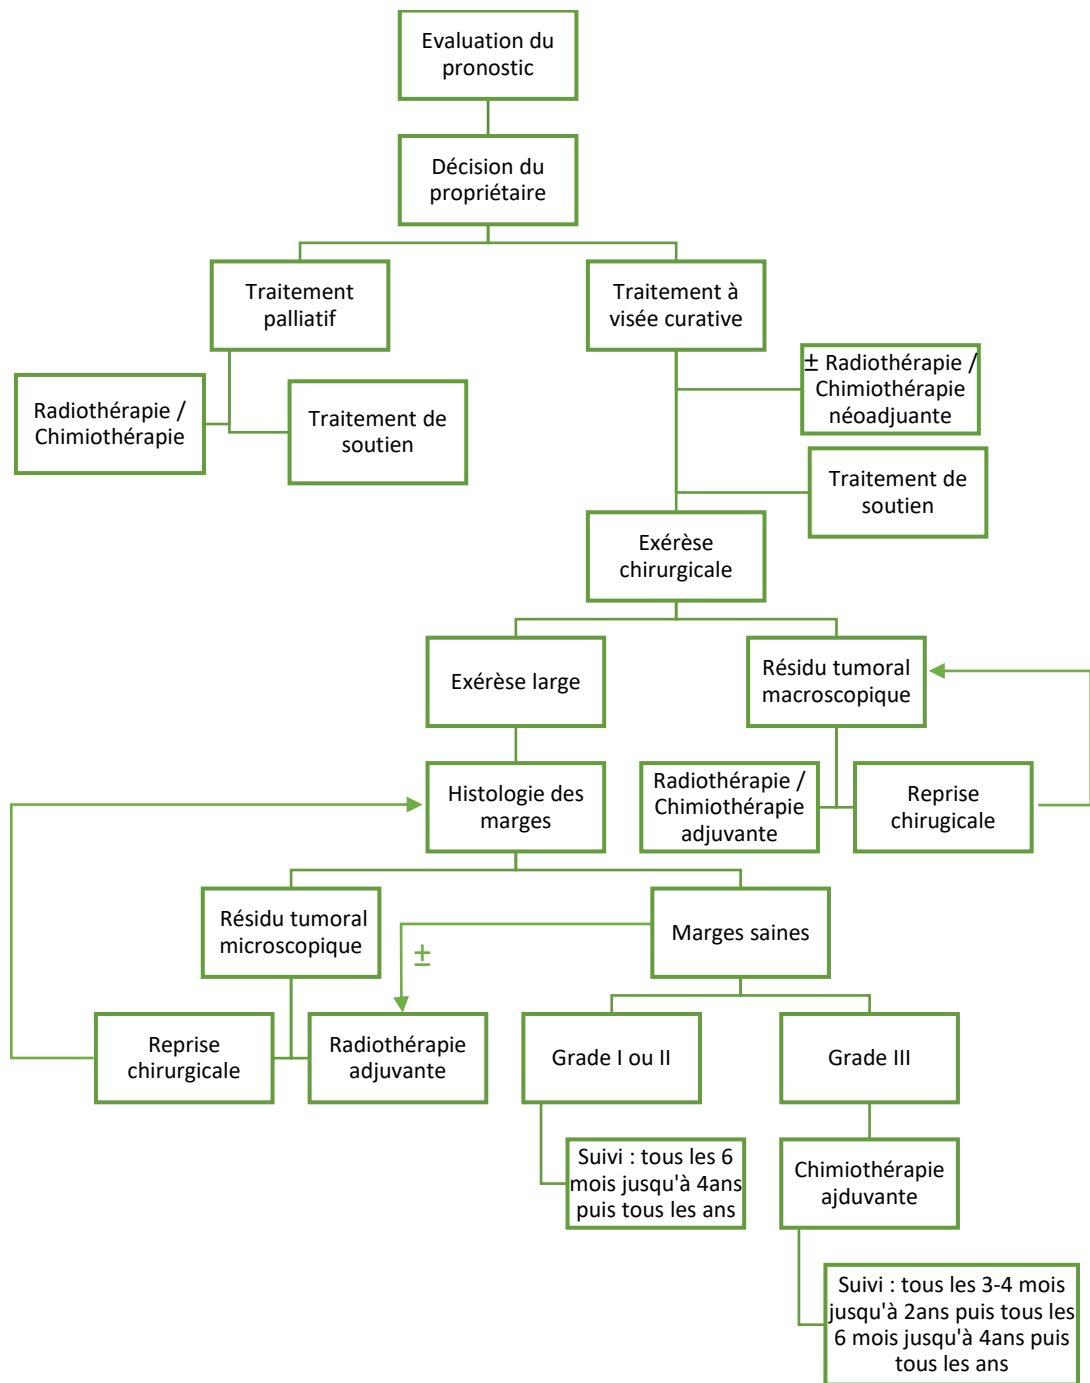 Evaluation du
pronostic
Décision du
propriétaire
Traitement
palliatif
Traitement à
visée curative
Radiothérapie /
Chimiothérapie
Traitement de
soutien
± Radiothérapie /
Chimiothérapie
néoadjuante
Traitement de
soutien
Exérèse
chirurgicale
Exérèse large
Résidu tumoral
macroscopique
Histologie des
marges
Radiothérapie /
Chimiothérapie
adjuvante
Reprise
chirugicale
Résidu tumoral
microscopique
±
Marges saines
Reprise
chirurgicale
Radiothérapie
adjuvante
Grade I ou II
Grade III
Suivi : tous les 6
mois jusqu'à 4ans
puis tous les ans
Chimiothérapie
ajduvante
Suivi : tous les 3-4 mois
jusqu'à 2ans puis tous les
6 mois jusqu'à 4ans puis
tous les ans